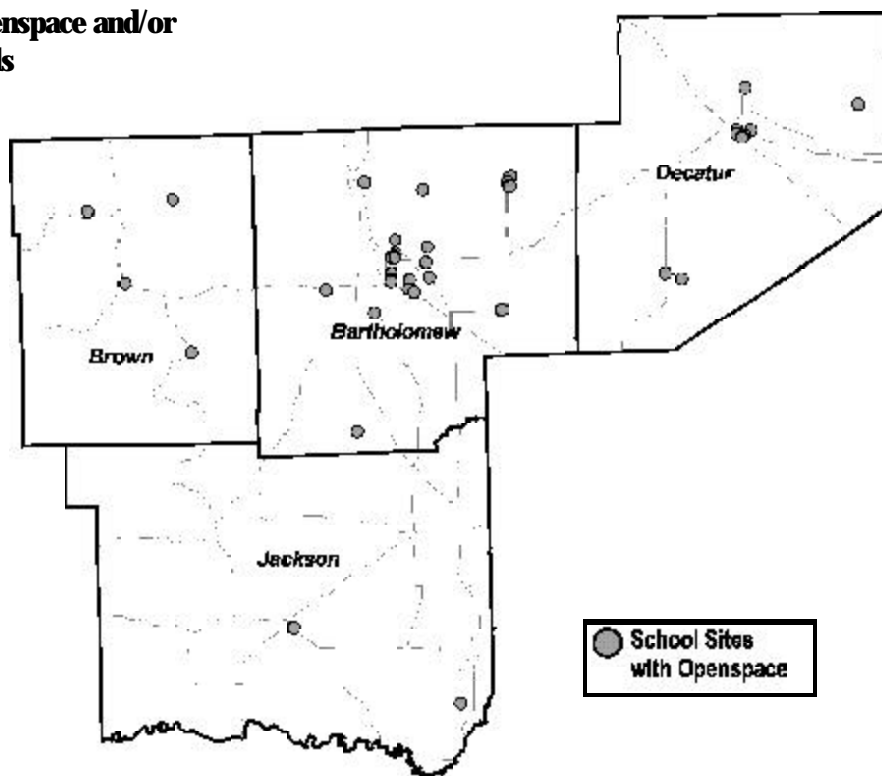 enspace and/or
ls
Decatur
Bartholomew
Brown
Jackson
School Sites
with Openspace